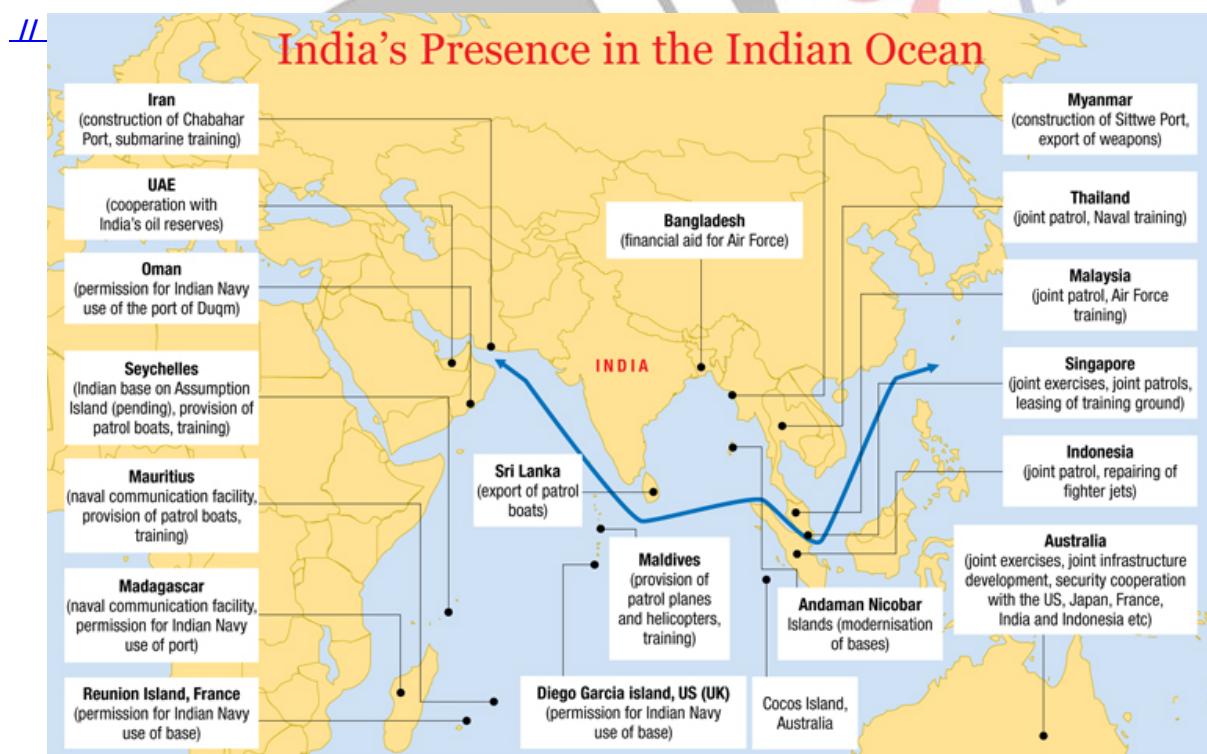 //
India's Presence in the Indian Ocean
Iran
(construction of Chabahar
Port, submarine training)
UAE
(cooperation with
India's oil reserves)
Oman
(permission for Indian Navy
use of the port of Duqm)
Seychelles
(Indian base on Assumption
Island (pending), provision of
patrol boats, training)
Mauritius
(naval communication facility,
provision of patrol boats,
training)
Madagascar
(naval communication facility,
permission for Indian Navy
use of port)
Reunion Island, France
(permission for Indian Navy
use of base)
Bangladesh
(financial aid for Air Force)
INDIA
Sri Lanka
(export of patrol
boats)
Maldives
(provision of
patrol planes
and helicopters,
training)
Diego Garcia island, US (UK)
(permission for Indian Navy
use of base)
Andaman Nicobar
Islands (modernisation
of bases)
Cocos Island,
Australia
Myanmar
(construction of Sittwe Port,
export of weapons)
Thailand
(joint patrol, Naval training)
Malaysia
(joint patrol, Air Force
training)
Singapore
(joint exercises, joint patrols,
leasing of training ground)
Indonesia
(joint patrol, repairing of
fighter jets)
Australia
(joint exercises, joint infrastructure
development, security cooperation
with the US, Japan, France,
India and Indonesia etc)